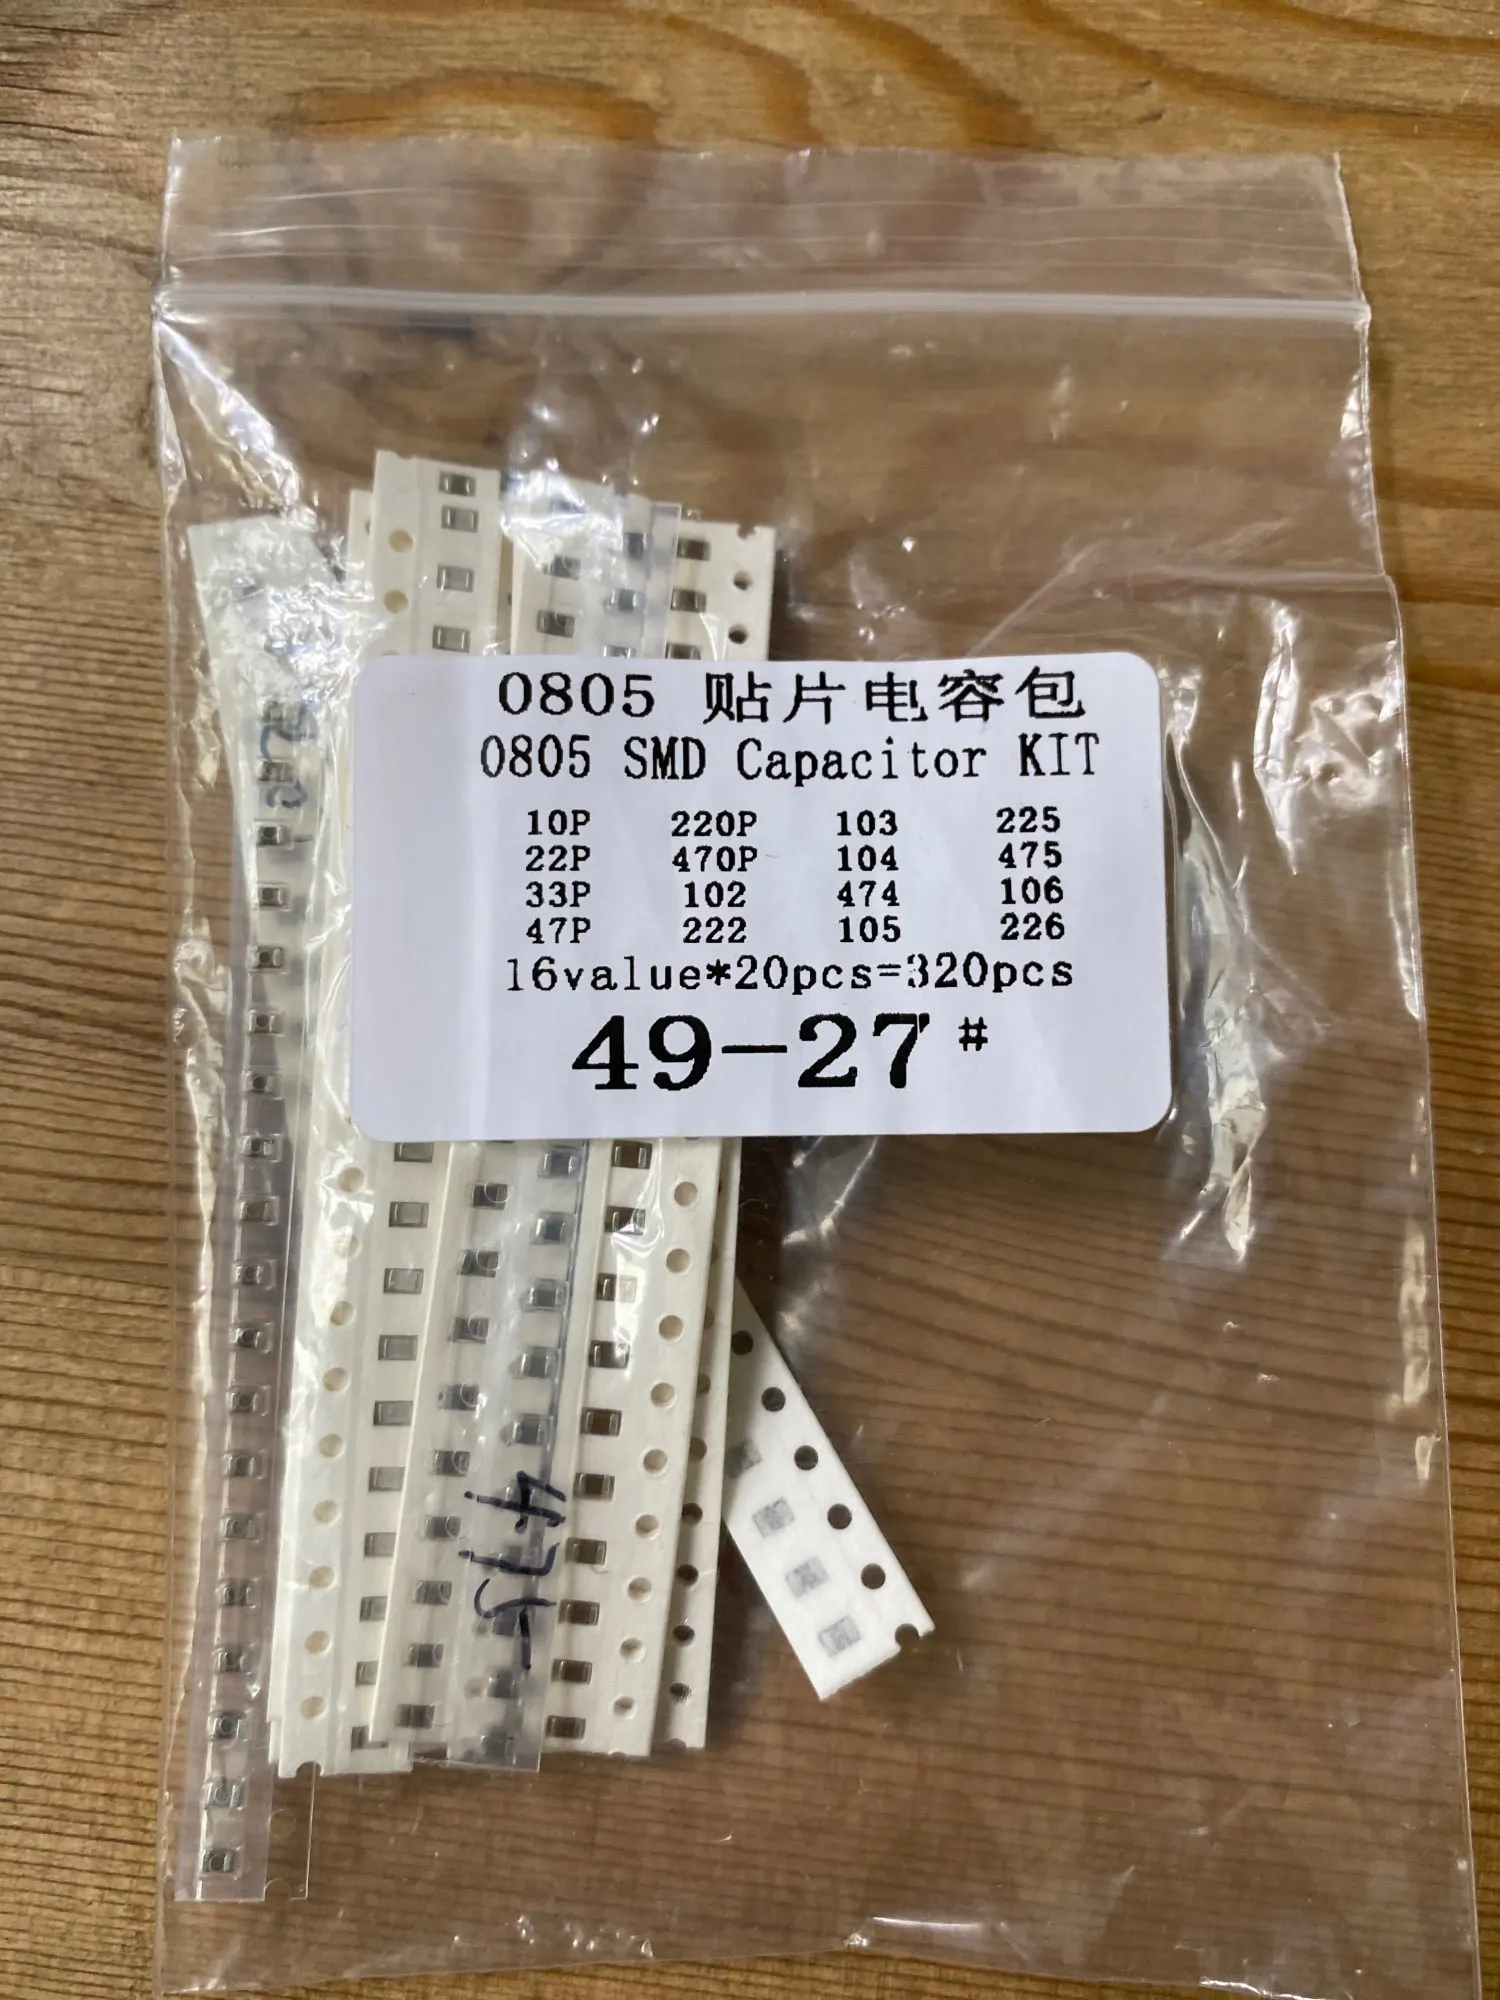 0805 贴片电容包
0805 SMD Capacitor KIT
10P 220P 103 225
22P 470P 104 475
33P 102 474 106
47P 222 105 226
16value*20pcs=320pcs
49-27#
475